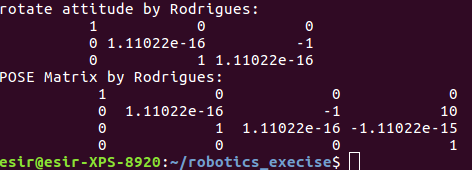 rotate attitude by Rodrigues:
1 0 0
0 1.11022e-16 -1
0 1 1.11022e-16
POSE Matrix by Rodrigues:
1 0 0 0
0 1.11022e-16 -1 10
0 1 1.11022e-16 -1.11022e-15
0 0 0 1
esir@esir-XPS-8920:~/robotics_execise$